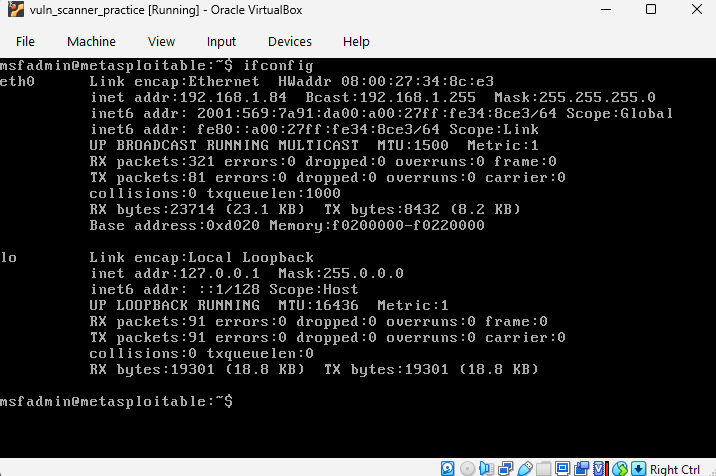 vuln_scanner_practice [Running] - Oracle VirtualBox
File Machine View Input Devices Help
msfadmin@metasploitable:~$ ifconfig
eth0      Link encap:Ethernet  HWaddr 08:00:27:34:8c:e3
          inet addr:192.168.1.84  Bcast:192.168.1.255  Mask:255.255.255.0
          inet6 addr: 2001:569:7a91:da00:a00:27ff:fe34:8ce3/64 Scope:Global
          inet6 addr: fe80::a00:27ff:fe34:8ce3/64 Scope:Link
          UP BROADCAST RUNNING MULTICAST  MTU:1500  Metric:1
          RX packets:321 errors:0 dropped:0 overruns:0 frame:0
          TX packets:81 errors:0 dropped:0 overruns:0 carrier:0
          collisions:0 txqueuelen:1000
          RX bytes:23714 (23.1 KB)  TX bytes:8432 (8.2 KB)
          Base address:0xd020 Memory:f0200000-f0220000
lo        Link encap:Local Loopback
          inet addr:127.0.0.1  Mask:255.0.0.0
          inet6 addr: ::1/128 Scope:Host
          UP LOOPBACK RUNNING  MTU:16436  Metric:1
          RX packets:91 errors:0 dropped:0 overruns:0 frame:0
          TX packets:91 errors:0 dropped:0 overruns:0 carrier:0
          collisions:0 txqueuelen:0
          RX bytes:19301 (18.8 KB)  TX bytes:19301 (18.8 KB)
msfadmin@metasploitable:~$
Right Ctrl